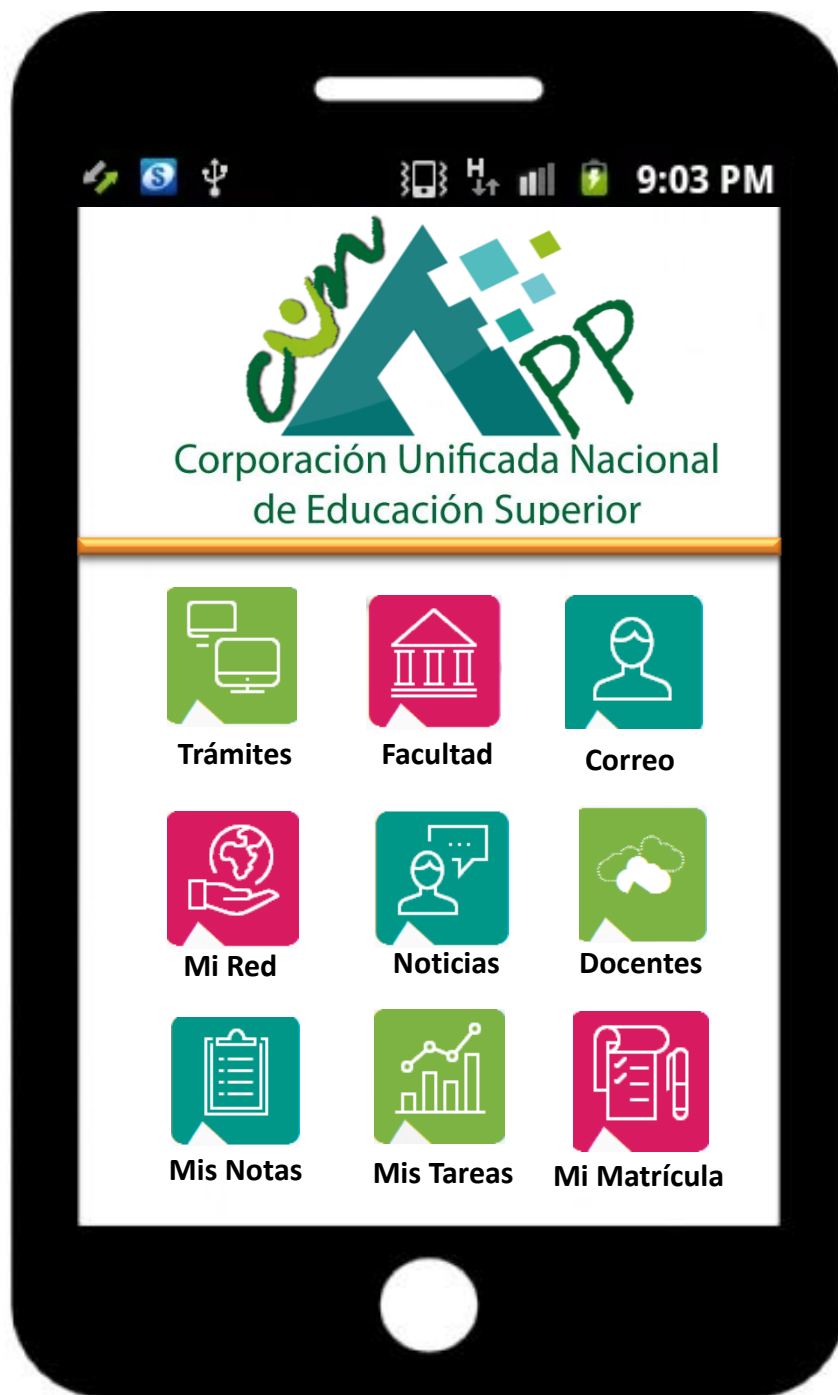 H
9:03 PM
cun
APP
Corporación Unificada Nacional
de Educación Superior
Trámites
Facultad
Correo
Mi Red
Noticias
Docentes
Mis Notas
Mis Tareas
Mi Matrícula